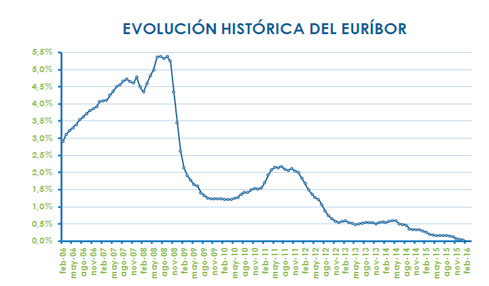 EVOLUCIÓN HISTÓRICA DEL EURÍBOR
5,5%
5,0%
4,5%
4,0%
3,5%
3,0%
2,5%
2,0%
1,5%
1,0%
0,5%
0,0%
feb-06
may-06
ago-06
nov-06
feb-07
may-07
ago-07
nov-07
feb-08
may-08
ago-08
nov-08
feb-09
may-09
ago-09
nov-09
feb-10
may-10
ago-10
nov-10
feb-11
may-11
ago-11
nov-11
feb-12
may-12
ago-12
nov-12
feb-13
may-13
ago-13
nov-13
feb-14
may-14
ago-14
nov-14
feb-15
may-15
ago-15
nov-15
feb-16